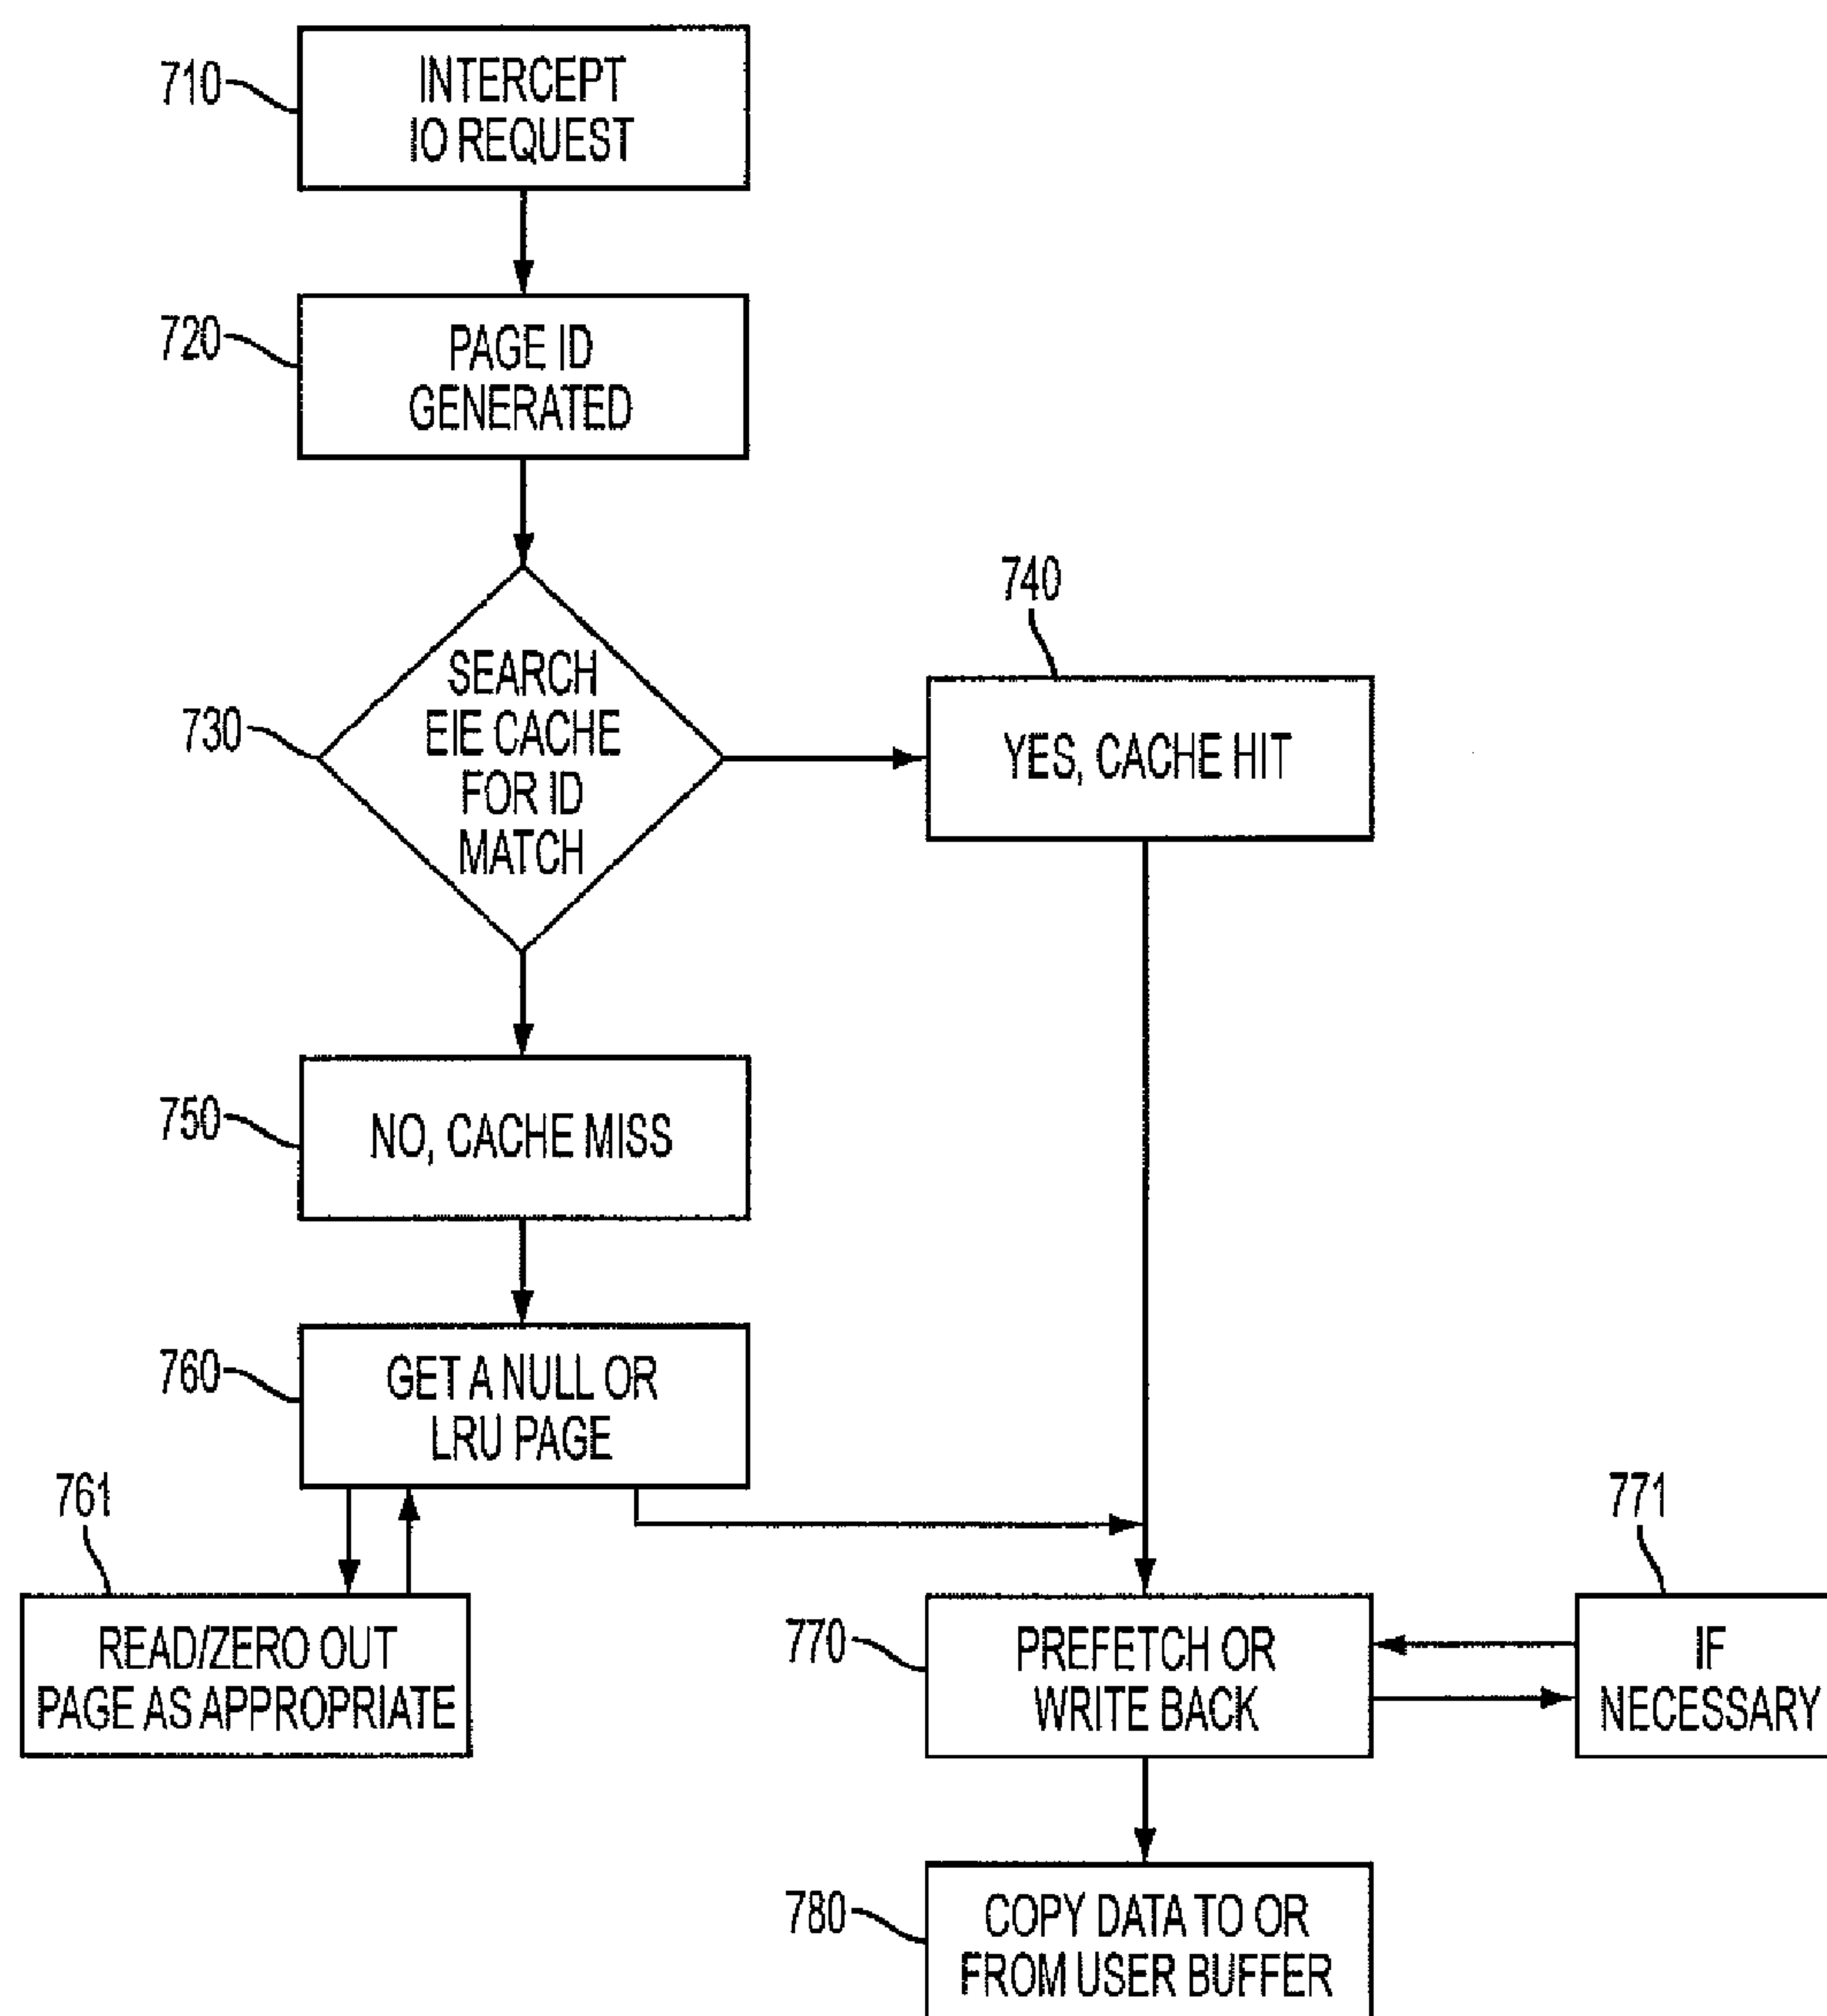 710
INTERCEPT
IO REQUEST
720
PAGE ID
GENERATED
730
SEARCH
EIE CACHE
FOR ID
MATCH
740
YES, CACHE HIT
750
NO, CACHE MISS
760
GET A NULL OR
LRU PAGE
761
READ/ZERO OUT
PAGE AS APPROPRIATE
770
PREFETCH OR
WRITE BACK
771
IF
NECESSARY
780
COPY DATA TO OR
FROM USER BUFFER